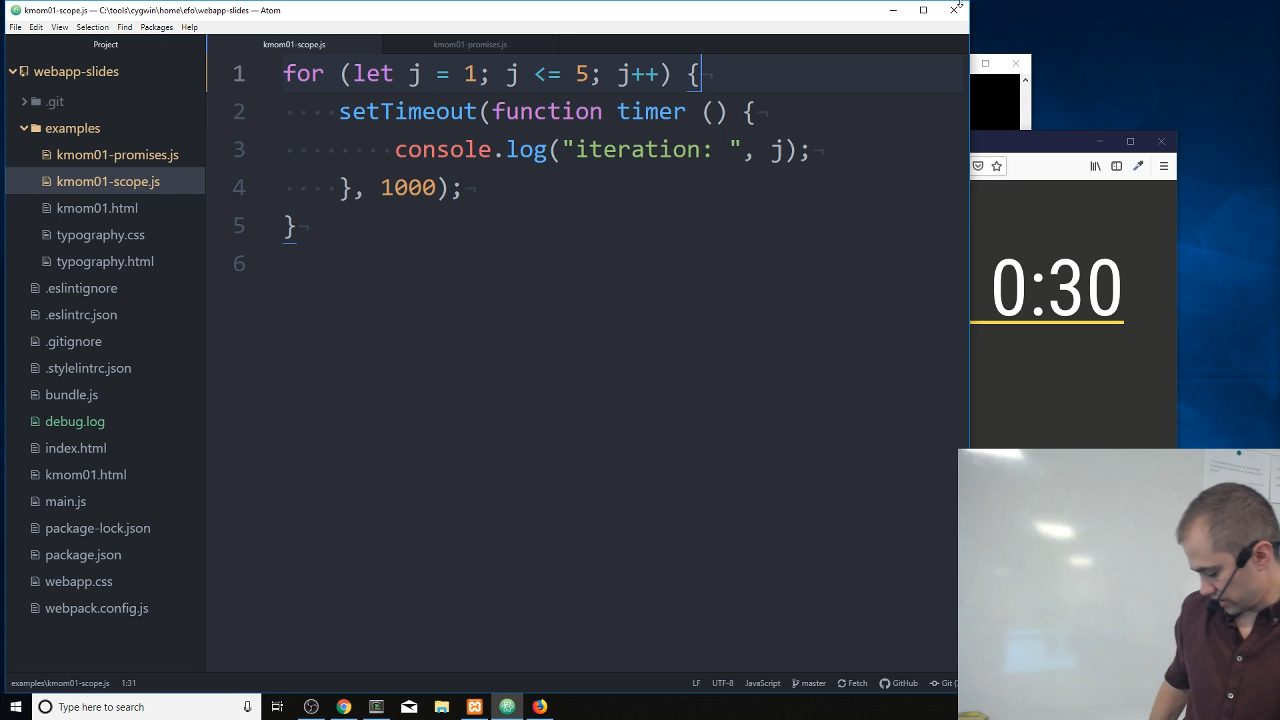 kmom01-scope.js — C:\tools\cygwin\home\efo\webapp-slides — Atom
File Edit View Selection Find Packages Help
Project
kmom01-scope.js
kmom01-promises.js
webapp-slides
.git
examples
kmom01-promises.js
kmom01-scope.js
kmom01.html
typography.css
typography.html
.eslintignore
.eslintrc.json
.gitignore
.stylelintrc.json
bundle.js
debug.log
index.html
kmom01.html
main.js
package-lock.json
package.json
webapp.css
webpack.config.js
1 for (let j = 1; j <= 5; j++) {
2 setTimeout(function timer () {
3 console.log("iteration: ", j);
4 }, 1000);
5 }
6
0:30
examples\kmom01-scope.js 1:31
LF UTF-8 JavaScript master Fetch GitHub Git (
Type here to search